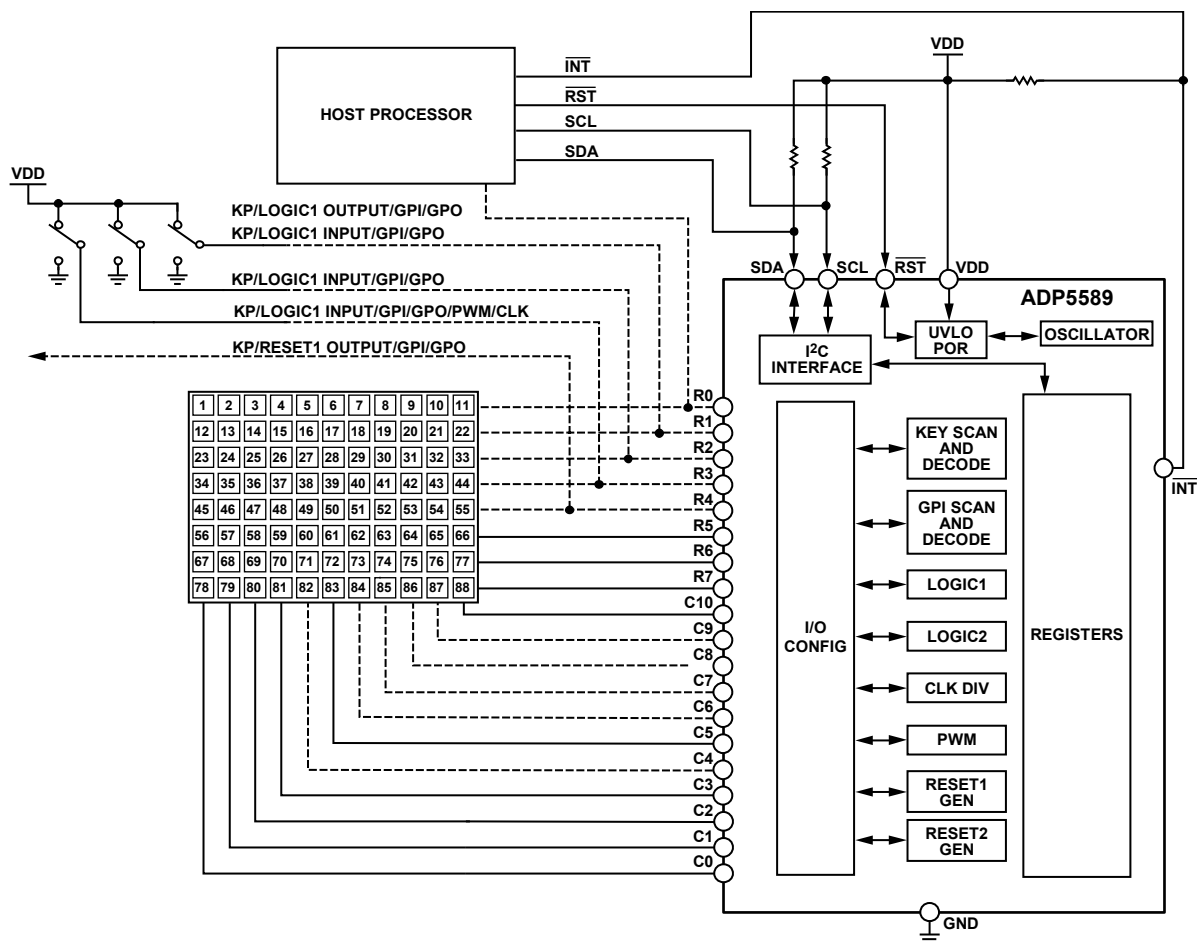 VDD
INT
RST
SCL
SDA
HOST PROCESSOR
VDD
KP/LOGIC1 OUTPUT/GPI/GPO
KP/LOGIC1 INPUT/GPI/GPO
KP/LOGIC1 INPUT/GPI/GPO
KP/LOGIC1 INPUT/GPI/GPO/PWM/CLK
KP/RESET1 OUTPUT/GPI/GPO
SDA SCL RST VDD
ADP5589
UVLO
POR
OSCILLATOR
I2C
INTERFACE
1 2 3 4 5 6 7 8 9 10 11
12 13 14 15 16 17 18 19 20 21 22
23 24 25 26 27 28 29 30 31 32 33
34 35 36 37 38 39 40 41 42 43 44
45 46 47 48 49 50 51 52 53 54 55
56 57 58 59 60 61 62 63 64 65 66
67 68 69 70 71 72 73 74 75 76 77
78 79 80 81 82 83 84 85 86 87 88
R0
R1
R2
R3
R4
R5
R6
R7
C10
C9
C8
C7
C6
C5
C4
C3
C2
C1
C0
I/O
CONFIG
KEY SCAN
AND
DECODE
GPI SCAN
AND
DECODE
LOGIC1
LOGIC2
CLK DIV
PWM
RESET1
GEN
RESET2
GEN
REGISTERS
INT
GND